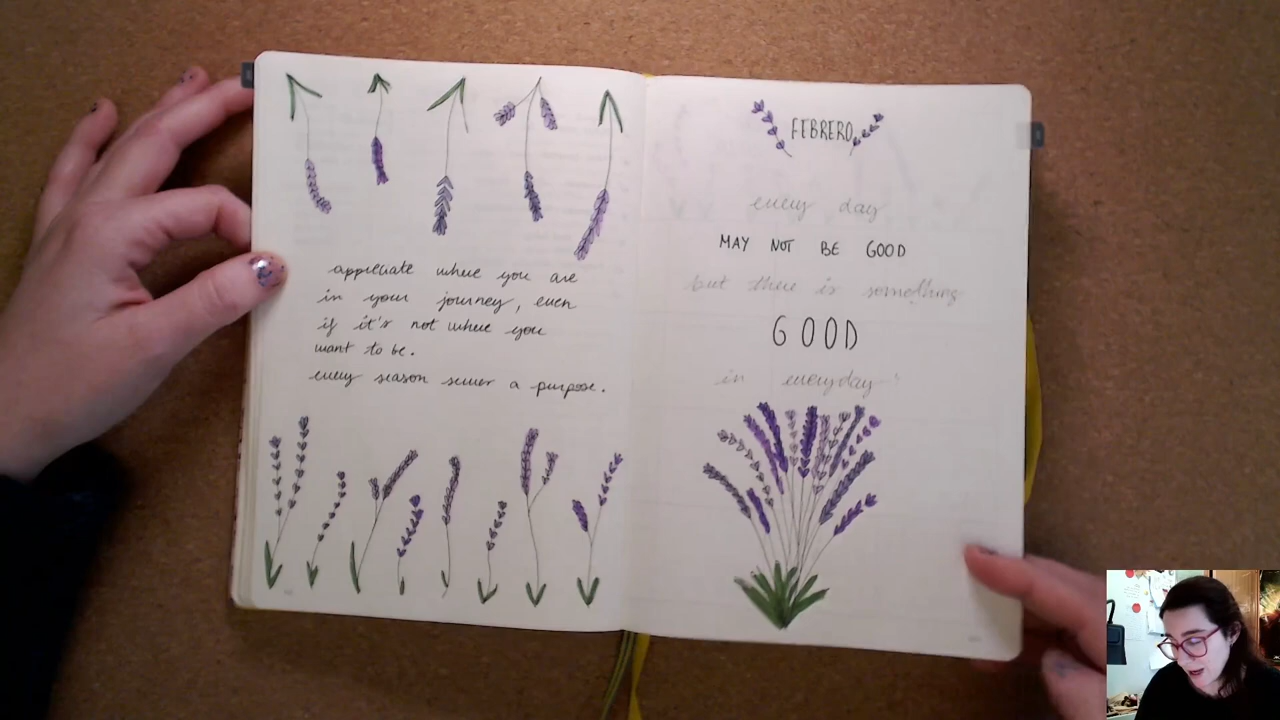 appreciate where you are
in your journey, even
if it's not where you
want to be.
every season serves a purpose.
FEBRERO
every day
MAY NOT BE GOOD
but there is something
GOOD
in everyday